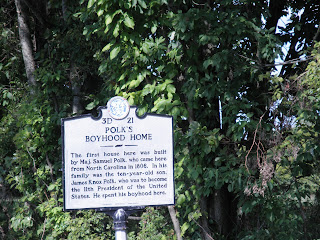 3D 21
POLK'S
BOYHOOD HOME
The first house here was built
by Maj. Samuel Polk, who came here
from North Carolina in 1806. In his
family was the ten-year-old son,
James Knox Polk, who was to become
the 11th President of the United
States. He spent his boyhood here.